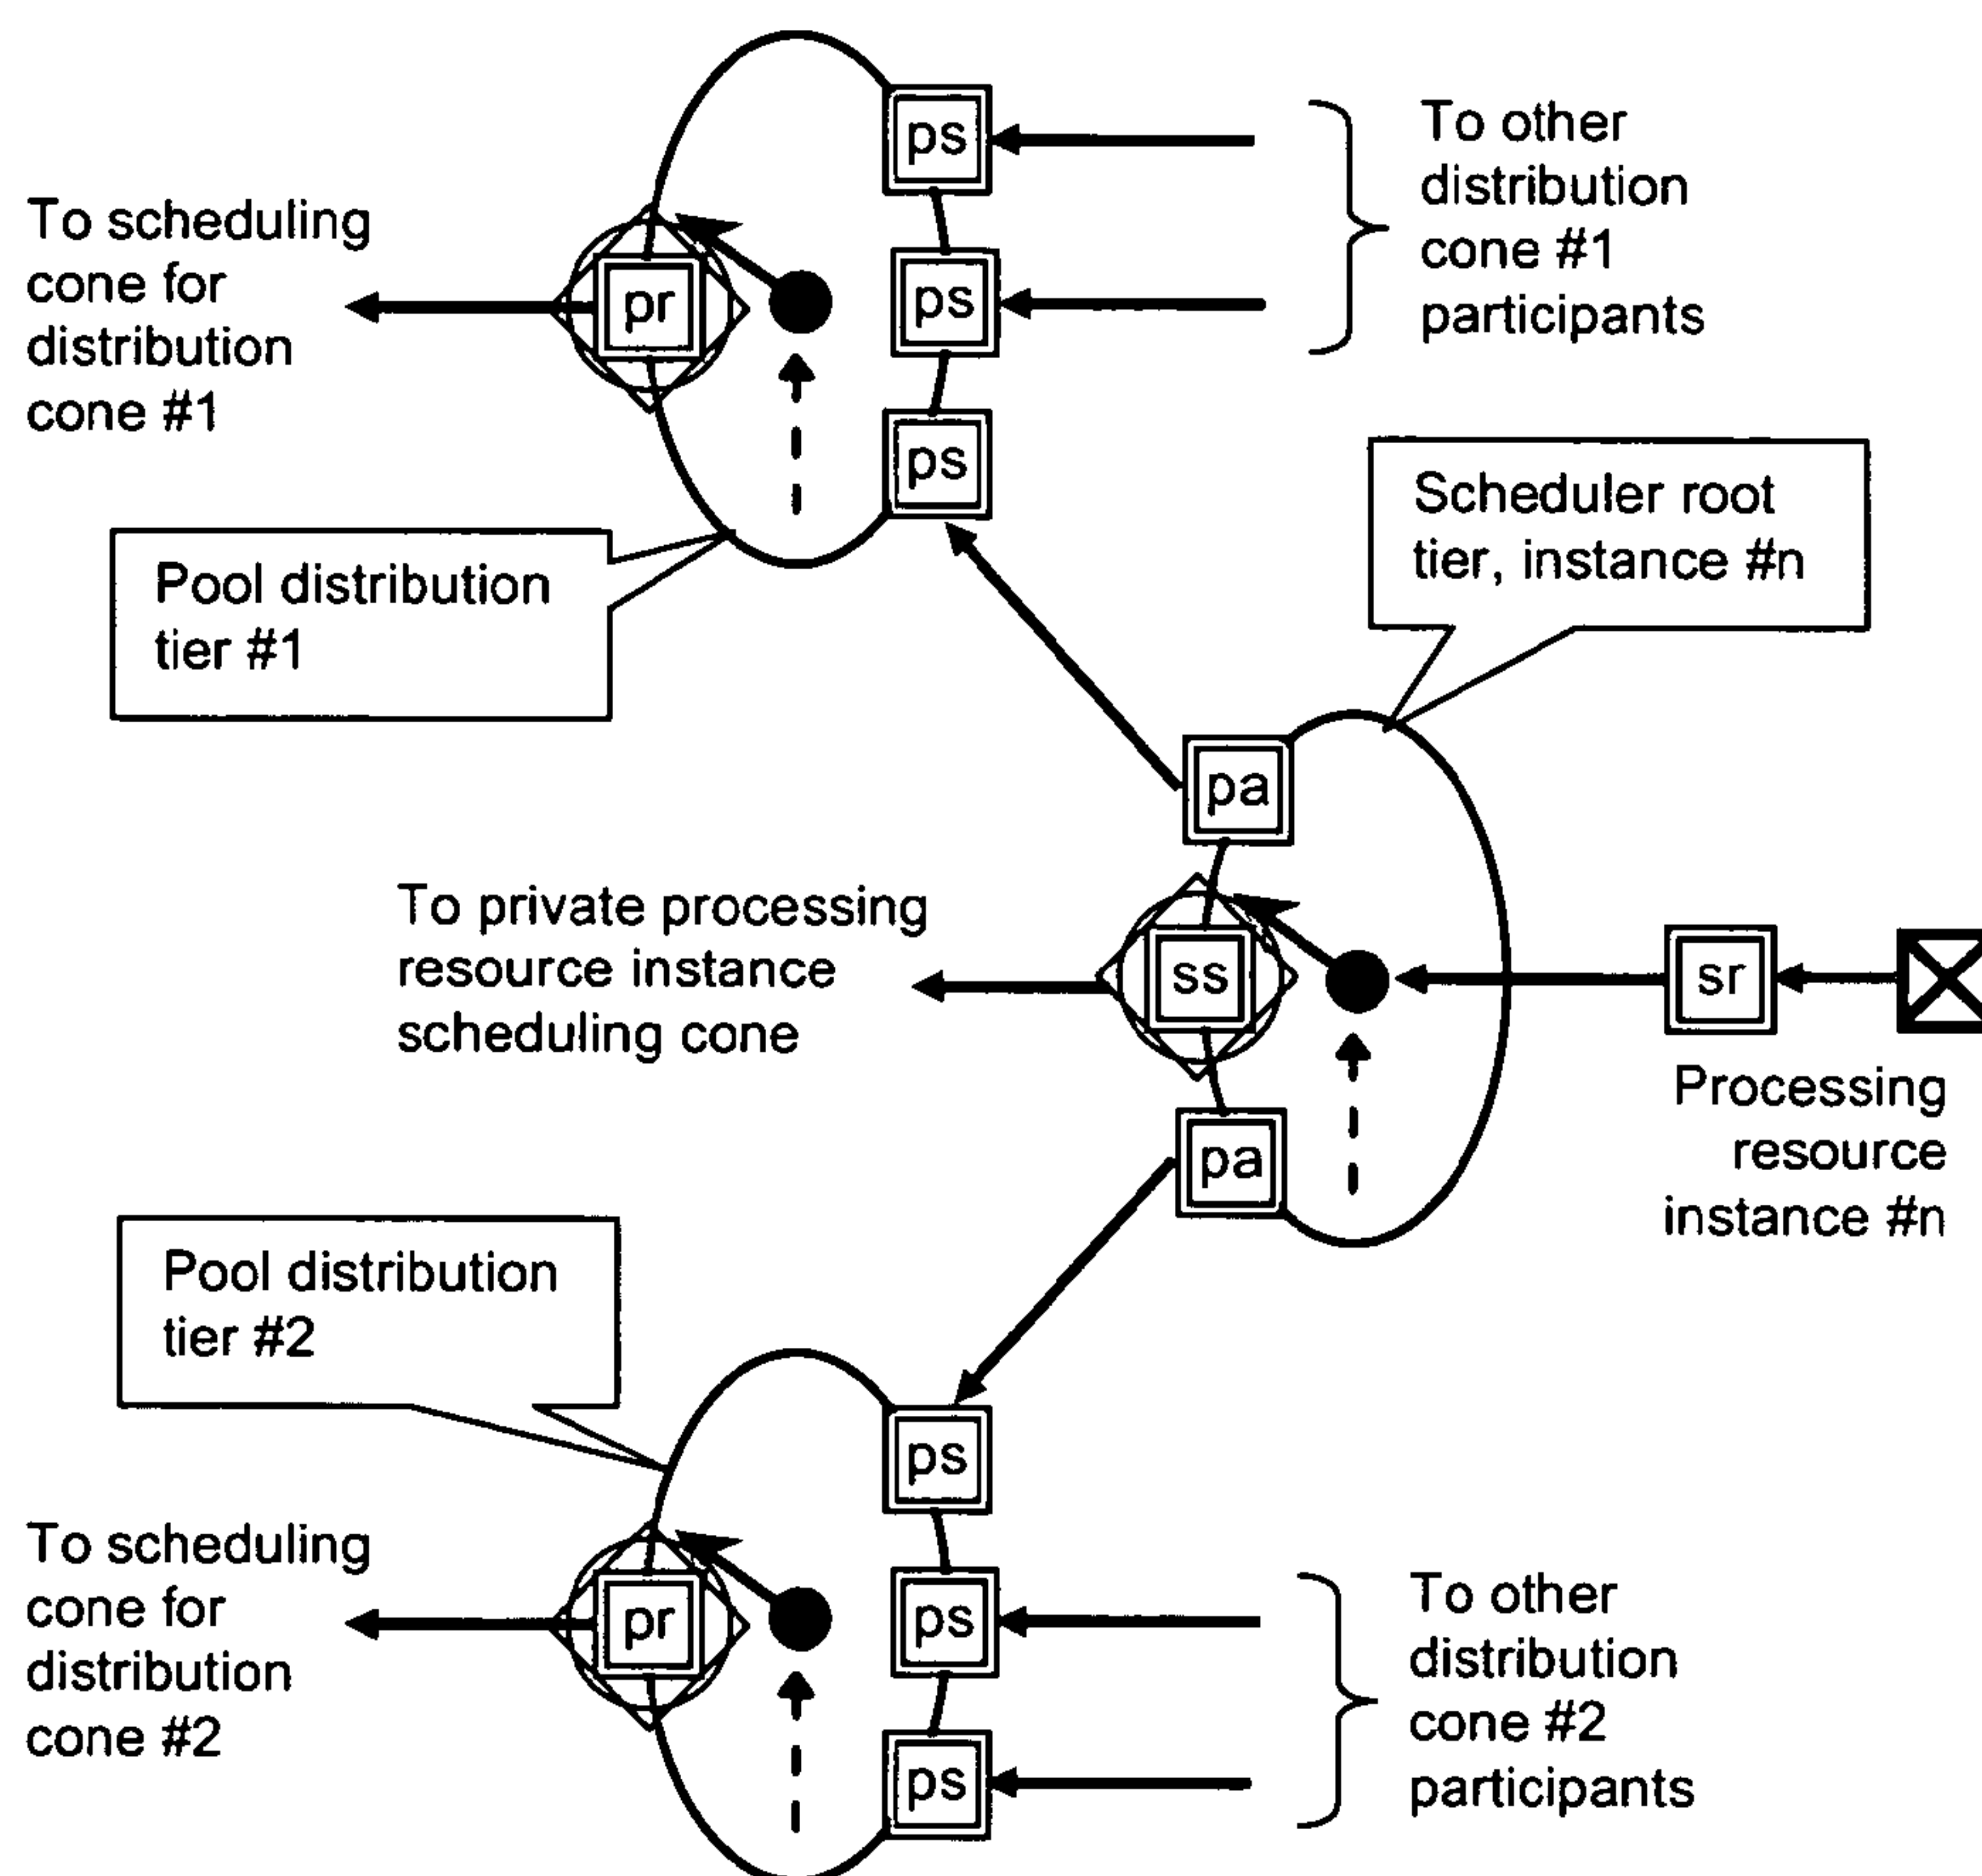 ps
To other
distribution
cone #1
participants
To scheduling
cone for
distribution
cone #1
pr
ps
ps
Scheduler root
tier, instance #n
Pool distribution
tier #1
pa
To private processing
resource instance
scheduling cone
ss
sr
Processing
resource
instance #n
pa
Pool distribution
tier #2
ps
To scheduling
cone for
distribution
cone #2
pr
ps
To other
distribution
cone #2
participants
ps